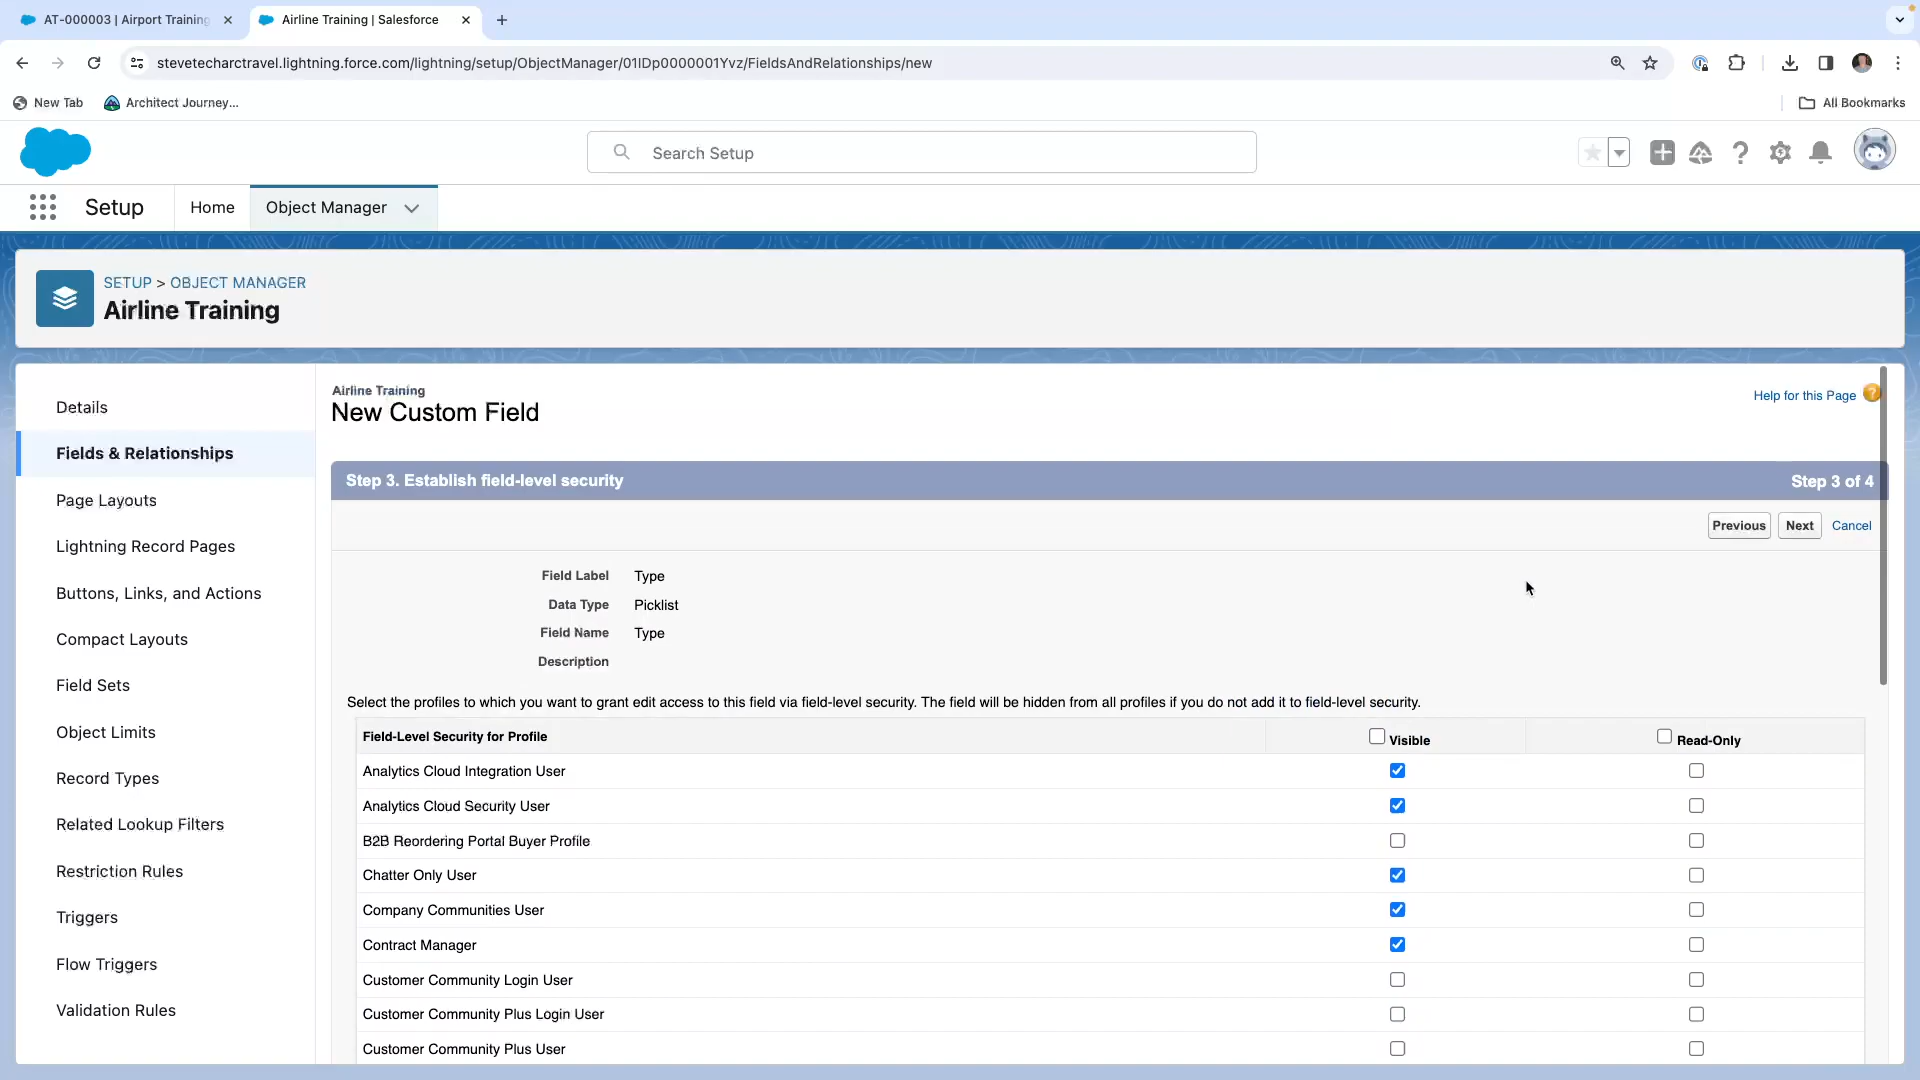 AT-000003 | Airport Training
Airline Training | Salesforce
stevetecharctravel.lightning.force.com/lightning/setup/ObjectManager/01IDp0000001Yvz/FieldsAndRelationships/new
New Tab
Architect Journey...
All Bookmarks
Search Setup
Setup
Home
Object Manager
SETUP > OBJECT MANAGER
Airline Training
Details
Fields & Relationships
Page Layouts
Lightning Record Pages
Buttons, Links, and Actions
Compact Layouts
Field Sets
Object Limits
Record Types
Related Lookup Filters
Restriction Rules
Triggers
Flow Triggers
Validation Rules
Airline Training
New Custom Field
Help for this Page
Step 3. Establish field-level security
Step 3 of 4
Previous
Next
Cancel
Field Label Type
Data Type Picklist
Field Name Type
Description
Select the profiles to which you want to grant edit access to this field via field-level security. The field will be hidden from all profiles if you do not add it to field-level security.
Field-Level Security for Profile Visible Read-Only
Analytics Cloud Integration User
Analytics Cloud Security User
B2B Reordering Portal Buyer Profile
Chatter Only User
Company Communities User
Contract Manager
Customer Community Login User
Customer Community Plus Login User
Customer Community Plus User